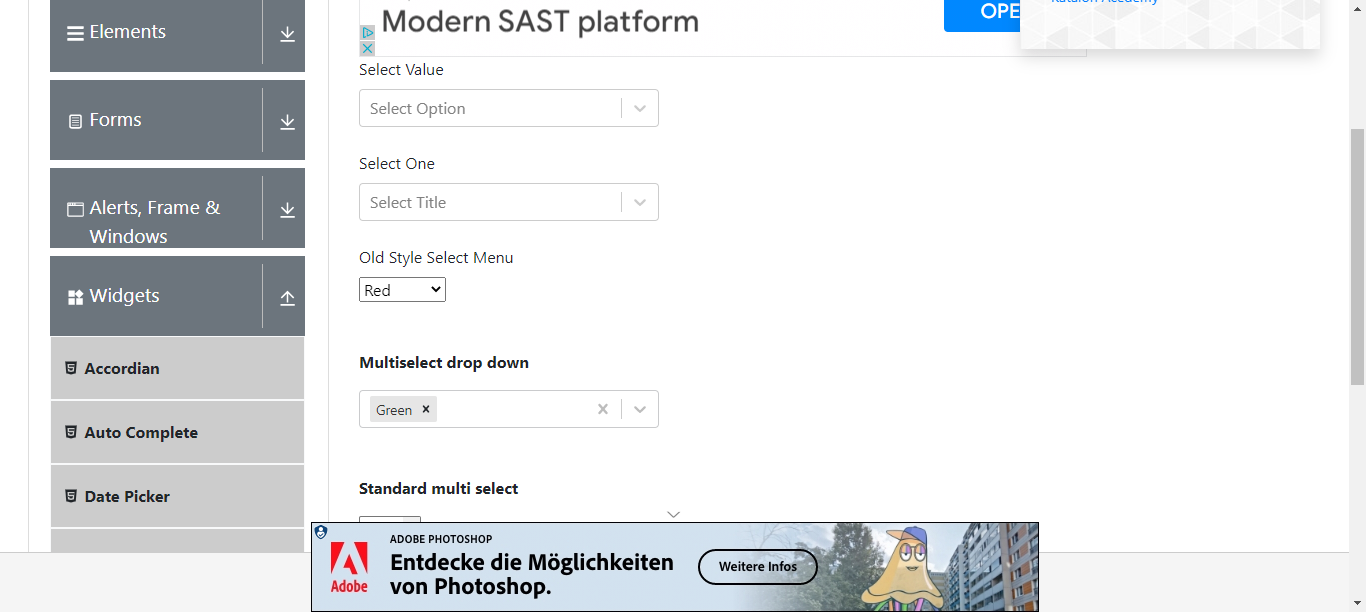 Elements
Forms
Alerts, Frame &
Windows
Widgets
Accordian
Auto Complete
Date Picker
Modern SAST platform
OPE
Select Value
Select Option
Select One
Select Title
Old Style Select Menu
Red
Multiselect drop down
Green
Standard multi select
Adobe
ADOBE PHOTOSHOP
Entdecke die Möglichkeiten
von Photoshop.
Weitere Infos